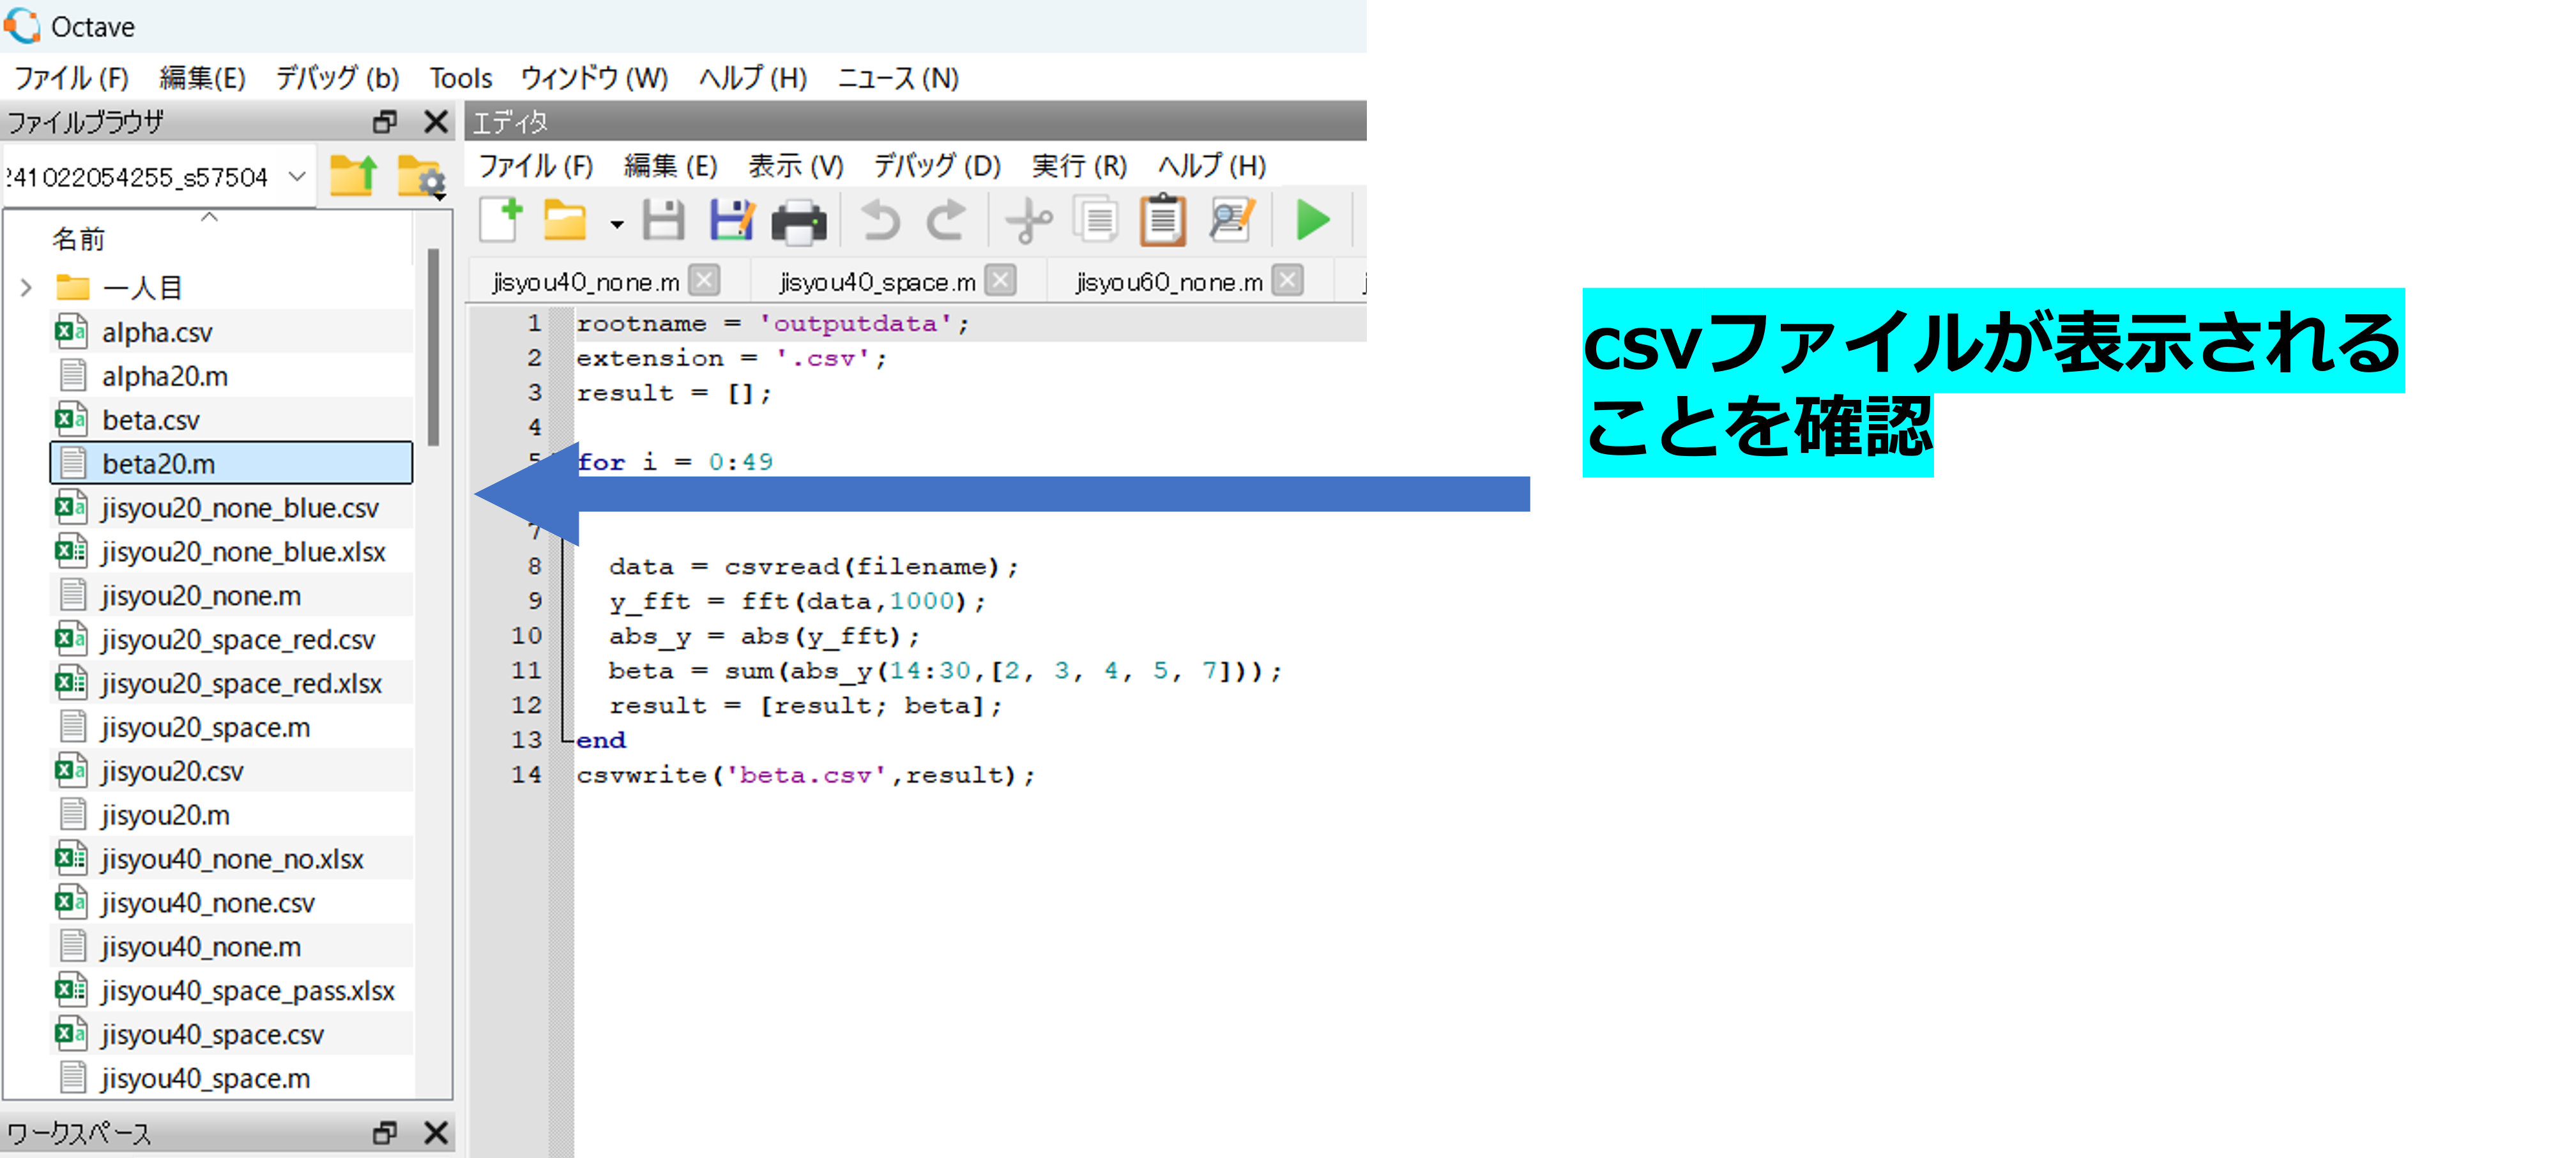 Octave
ファイル (F) 編集(E) デバッグ (b) Tools ウィンドウ (W) ヘルプ (H) ニュース (N)
ファイルブラウザ
241022054255_s57504
名前
一人目
alpha.csv
alpha20.m
beta.csv
beta20.m
jisyou20_none_blue.csv
jisyou20_none_blue.xlsx
jisyou20_none.m
jisyou20_space_red.csv
jisyou20_space_red.xlsx
jisyou20_space.m
jisyou20.csv
jisyou20.m
jisyou40_none_no.xlsx
jisyou40_none.csv
jisyou40_none.m
jisyou40_space_pass.xlsx
jisyou40_space.csv
jisyou40_space.m
ワークスペース
エディタ
ファイル (F) 編集 (E) 表示 (V) デバッグ (D) 実行 (R) ヘルプ (H)
jisyou40_none.m jisyou40_space.m jisyou60_none.m
1 rootname = 'outputdata';
2 extension = '.csv';
3 result = [];
4
5 for i = 0:49
7
8 data = csvread(filename);
9 y_fft = fft(data,1000);
10 abs_y = abs(y_fft);
11 beta = sum(abs_y(14:30,[2, 3, 4, 5, 7]));
12 result = [result; beta];
13 end
14 csvwrite('beta.csv',result);
csvファイルが表示される
ことを確認